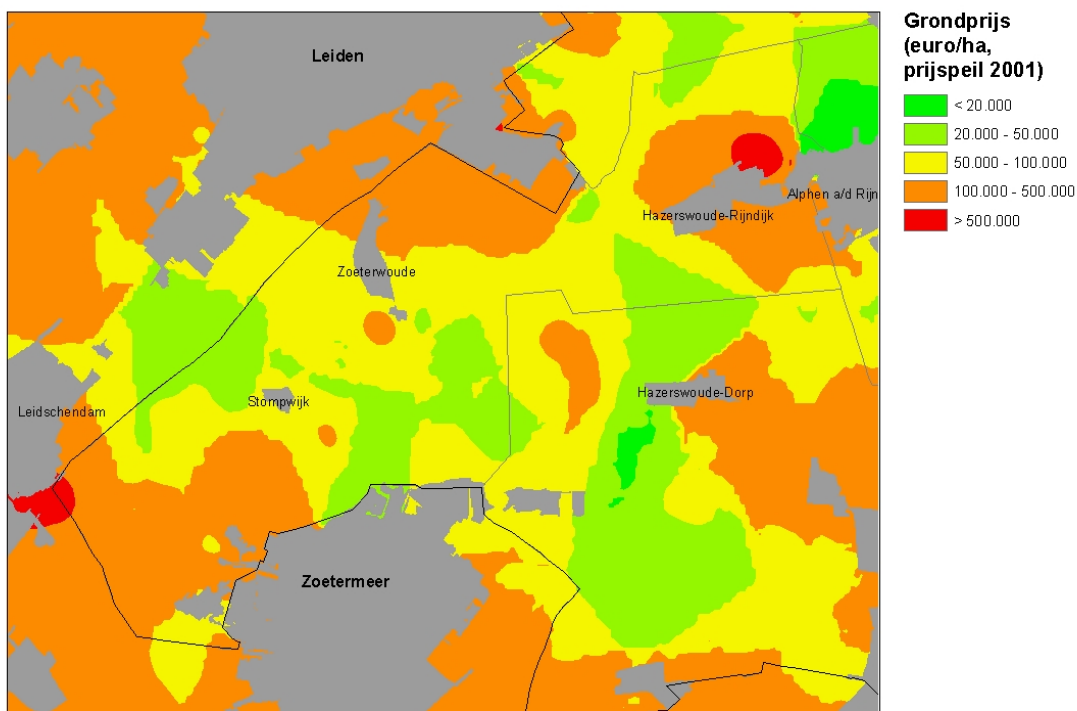 Leiden
Alphen a/d Rijn
Hazerswoude-Rijndijk
Zoeterwoude
Hazerswoude-Dorp
Stompwijk
Leidschendam
Zoetermeer
Grondprijs
(euro/ha,
prijspeil 2001)
< 20.000
20.000 - 50.000
50.000 - 100.000
100.000 - 500.000
> 500.000